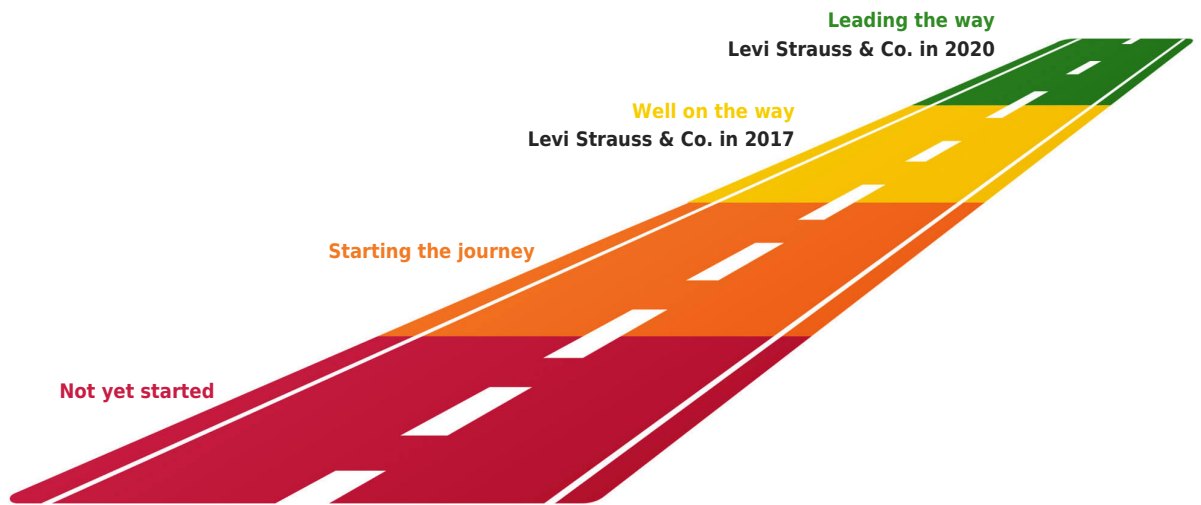 Leading the way
Levi Strauss & Co. in 2020
Well on the way
Levi Strauss & Co. in 2017
Starting the journey
Not yet started